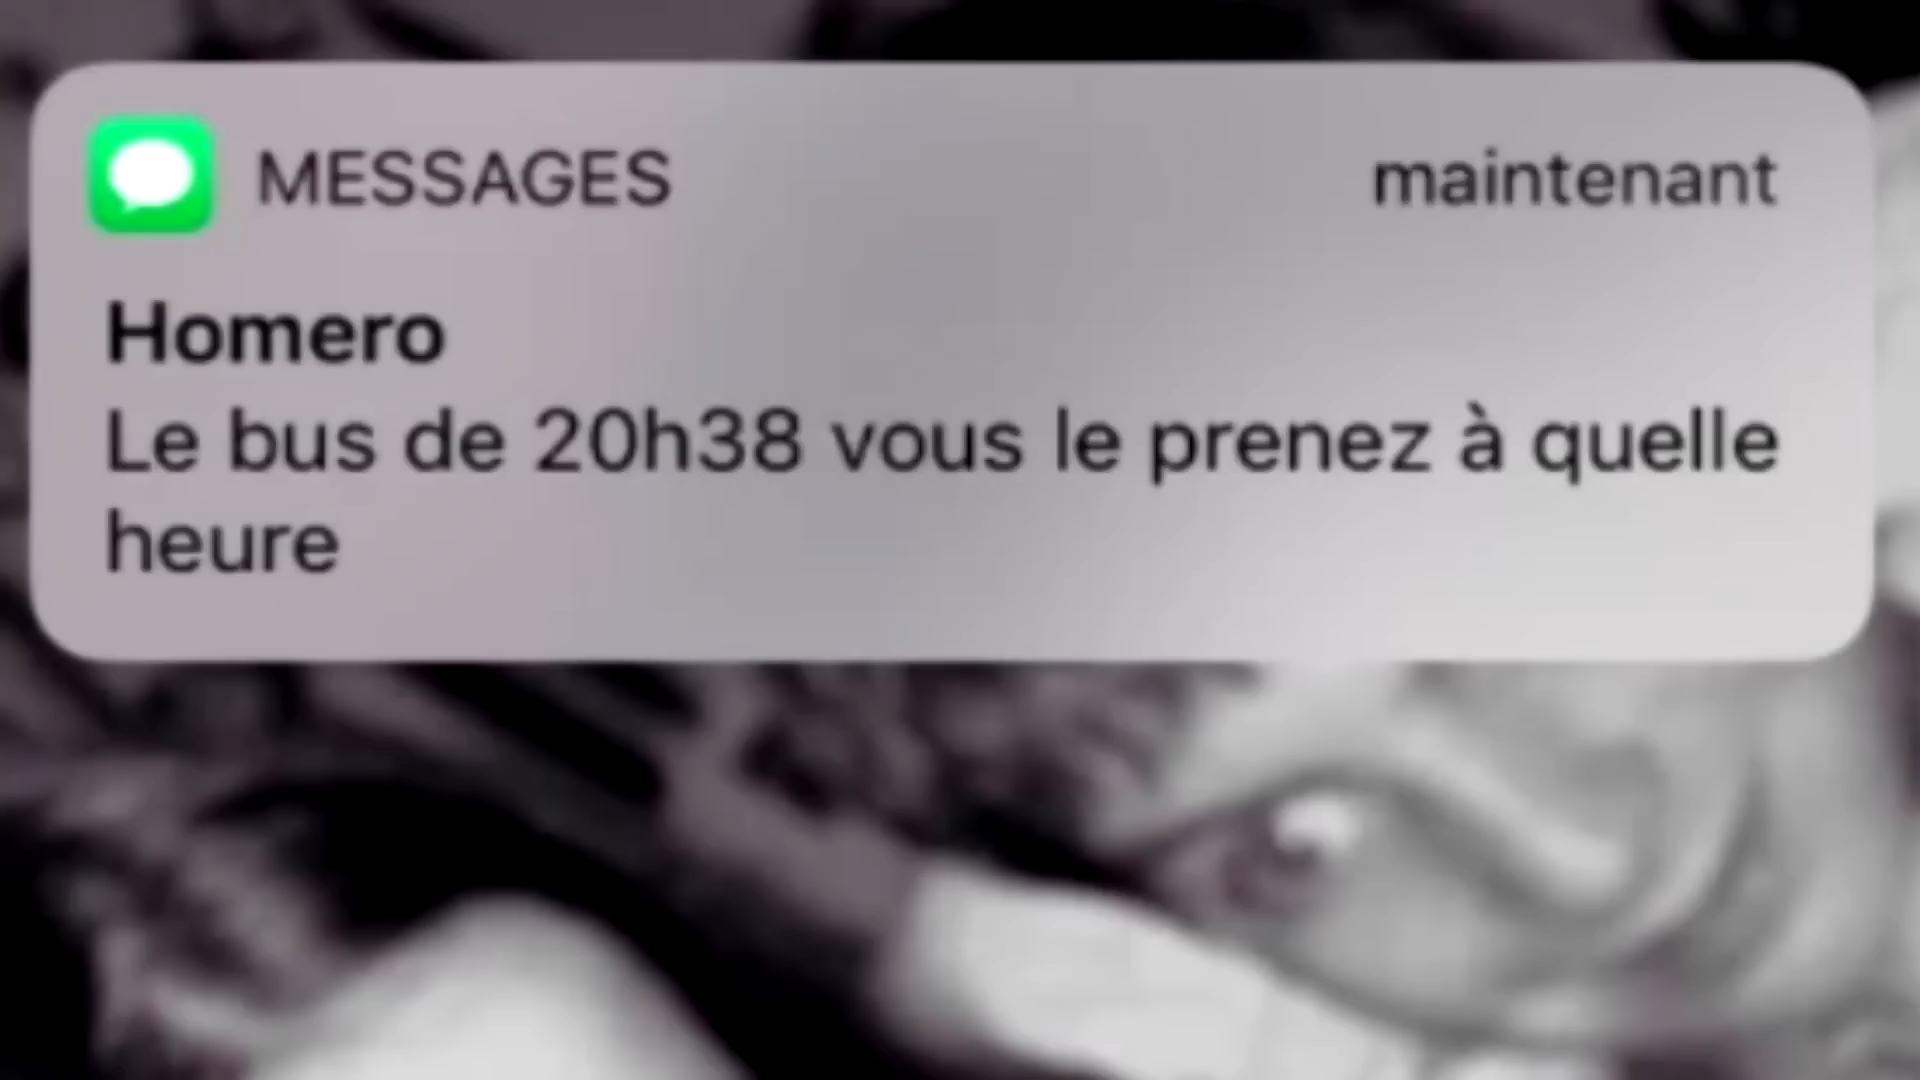 MESSAGES maintenant
Homero
Le bus de 20h38 vous le prenez à quelle
heure